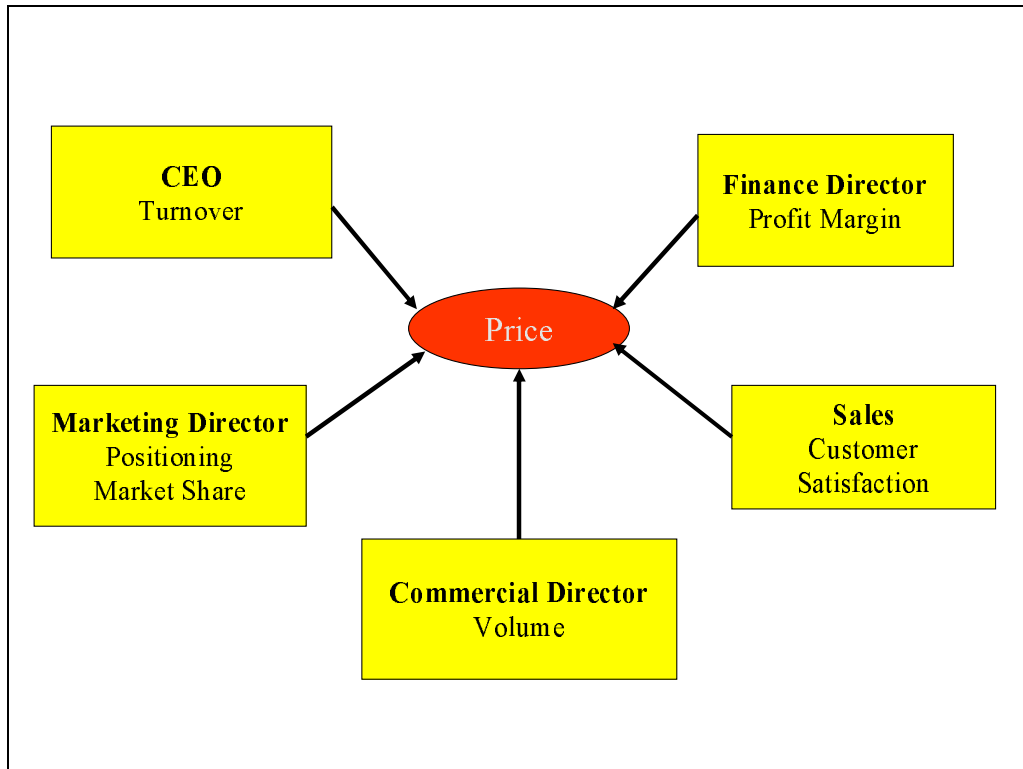 CEO
Turnover
Finance Director
Profit Margin
Price
Marketing Director
Positioning
Market Share
Sales
Customer
Satisfaction
Commercial Director
Volume